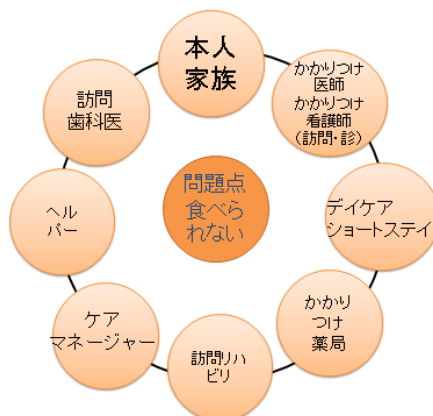 本人
家族
かかりつけ
医師
かかりつけ
看護師
(訪問・診)
デイケア
ショートステイ
かかり
つけ
薬局
訪問リハ
ビリ
ケア
マネージャー
ヘル
パー
訪問
歯科医
問題点
食べら
れない